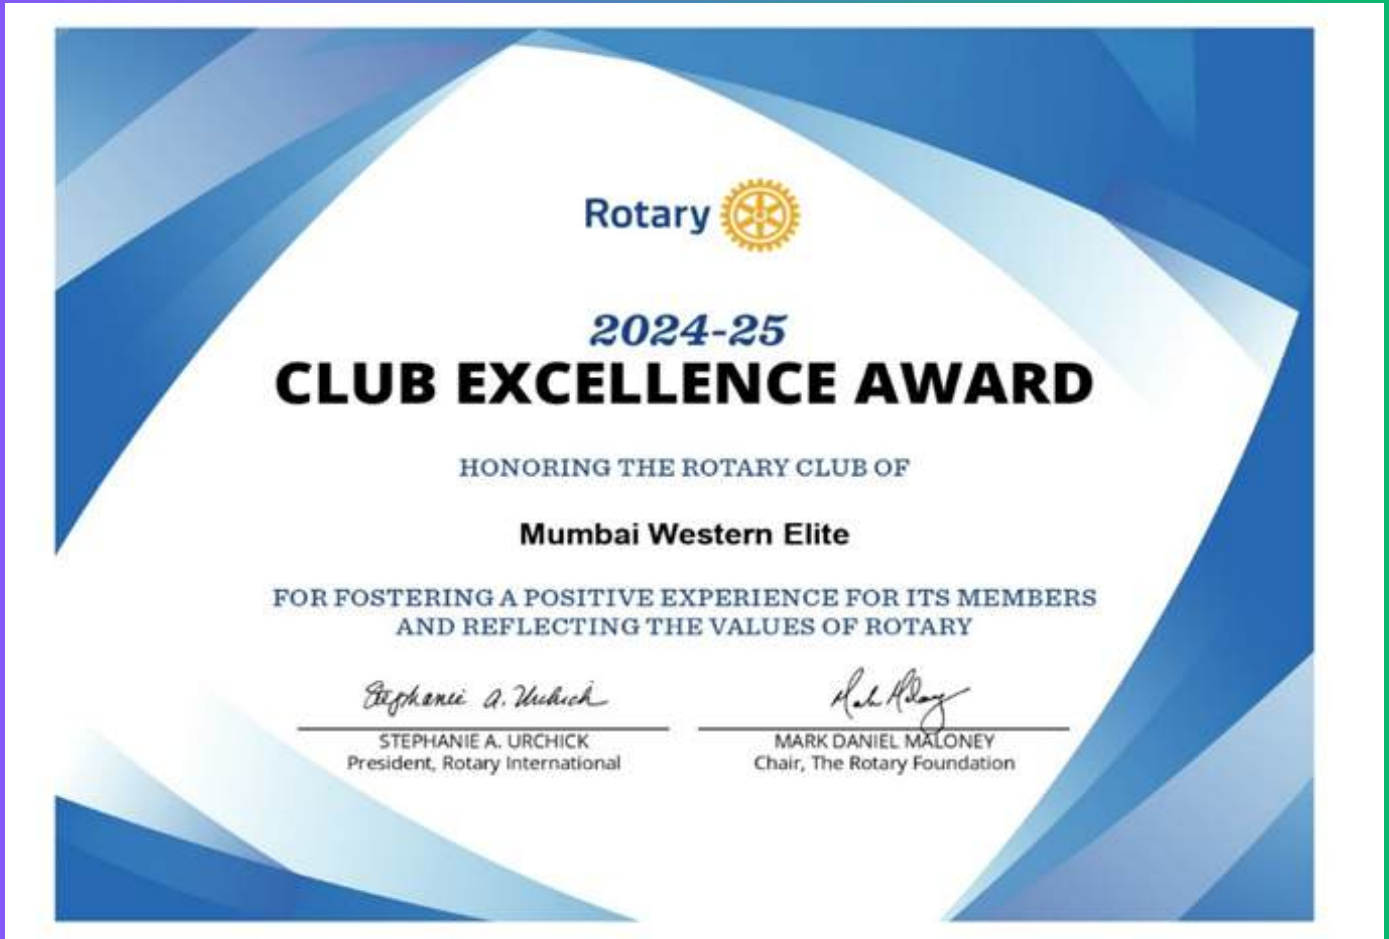 Rotary
2024-25
CLUB EXCELLENCE AWARD
HONORING THE ROTARY CLUB OF
Mumbai Western Elite
FOR FOSTERING A POSITIVE EXPERIENCE FOR ITS MEMBERS
AND REFLECTING THE VALUES OF ROTARY
Stephanie A. Urchick
STEPHANIE A. URCHICK
President, Rotary International
Mark Maloney
MARK DANIEL MALONEY
Chair, The Rotary Foundation